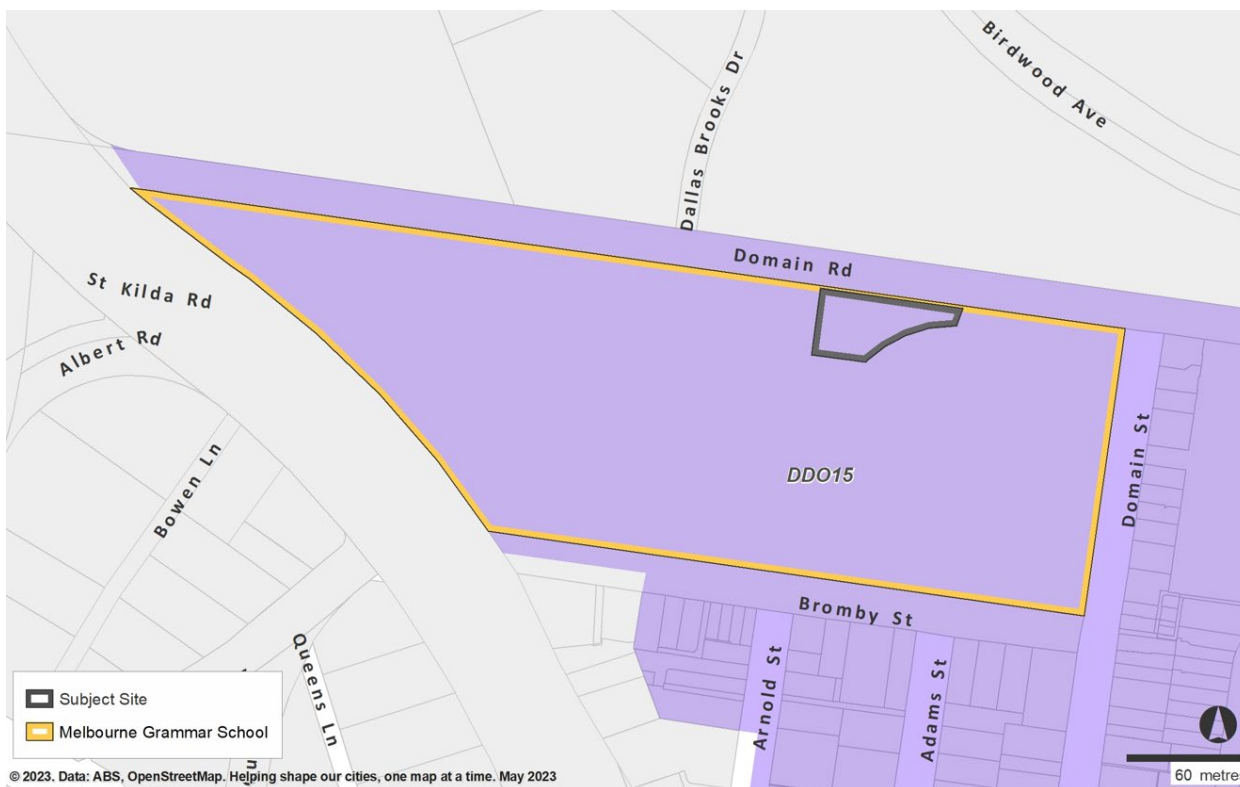 Birdwood Ave
Dallas Brooks Dr
Domain Rd
St Kilda Rd
Albert Rd
Bowen Ln
DDO15
Domain St
Bromby St
Queens Ln
Arnold St
Adams St
Subject Site
Melbourne Grammar School
60 metres
© 2023. Data: ABS, OpenStreetMap. Helping shape our cities, one map at a time. May 2023